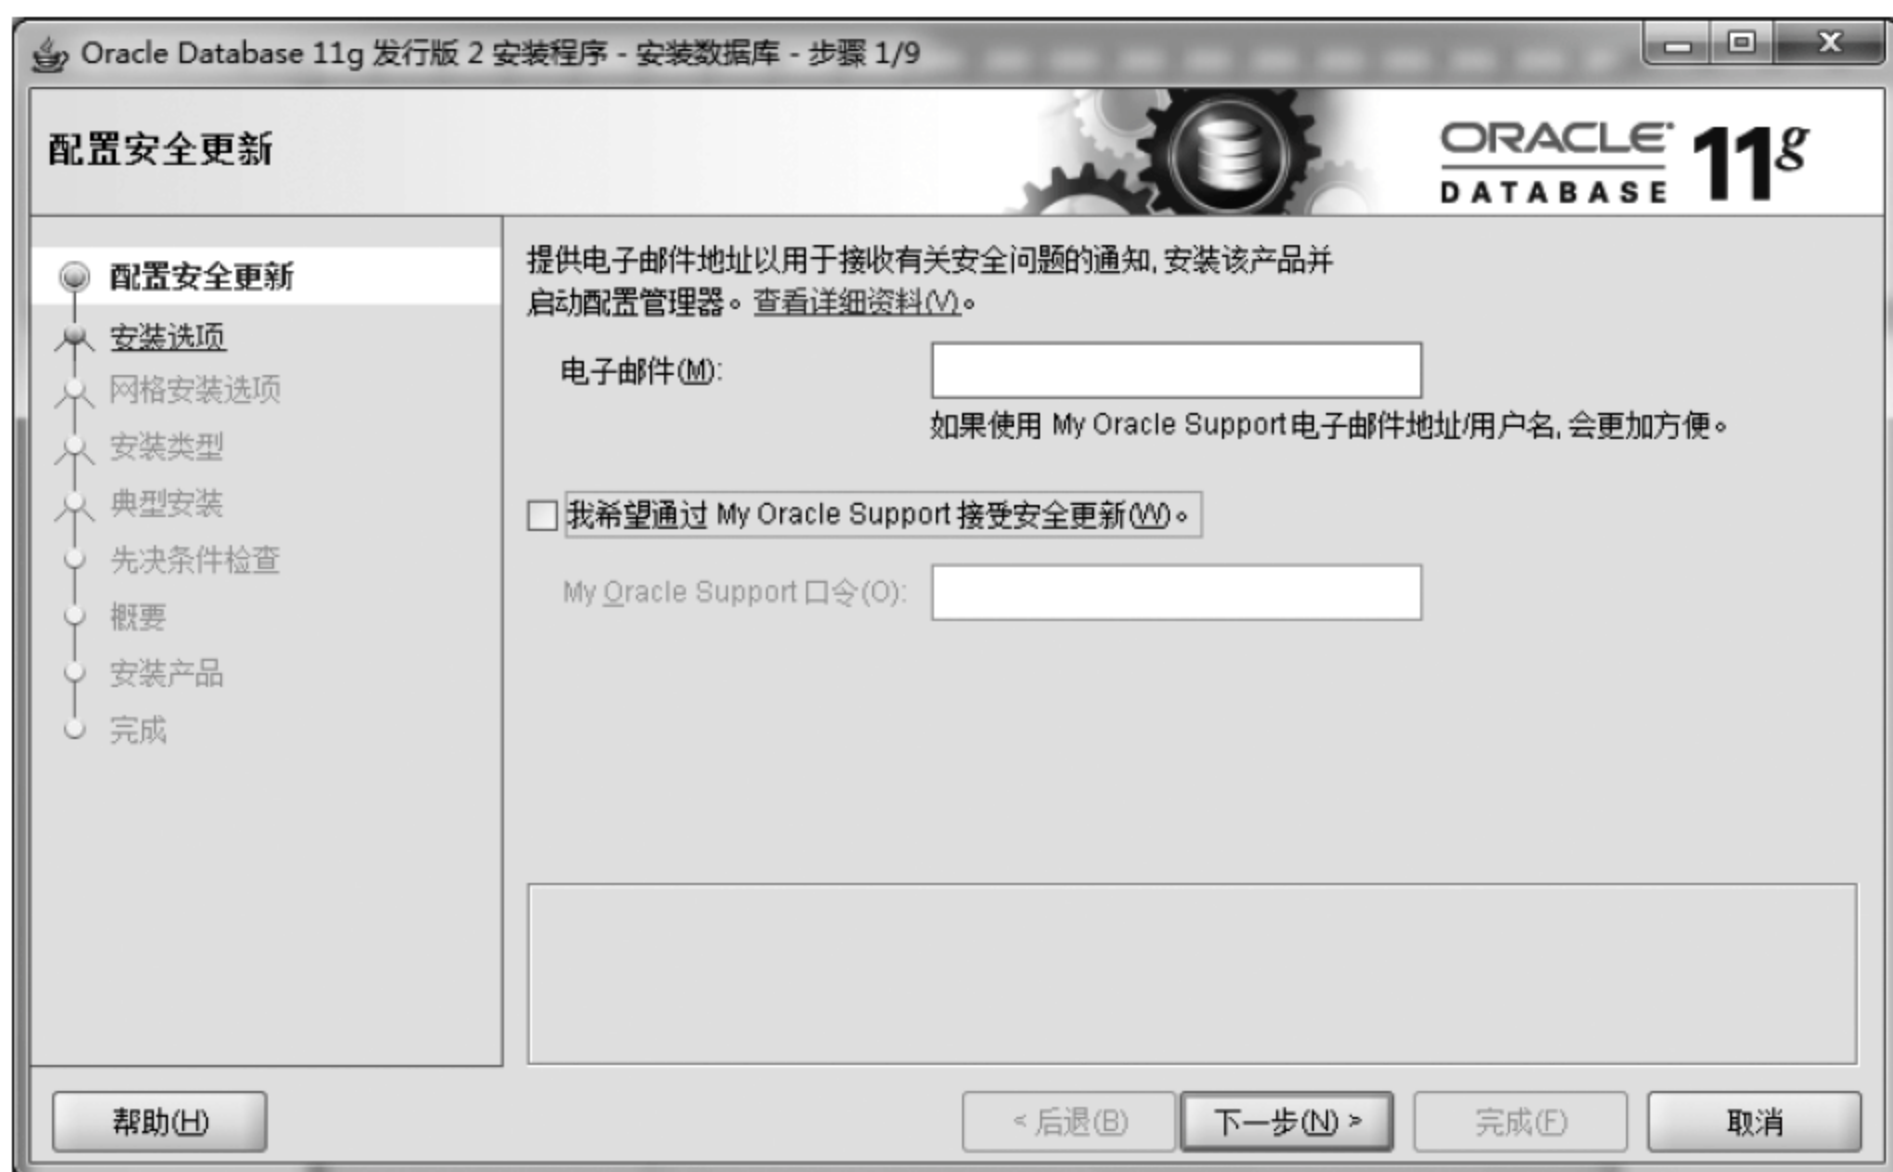 Oracle Database 11g 发行版 2 安装程序 - 安装数据库 - 步骤 1/9
配置安全更新
ORACLE
DATABASE
11g
配置安全更新
安装选项
网格安装选项
安装类型
典型安装
先决条件检查
概要
安装产品
完成
提供电子邮件地址以用于接收有关安全问题的通知, 安装该产品并
启动配置管理器。查看详细资料(V)。
电子邮件(M):
如果使用 My Oracle Support 电子邮件地址/用户名, 会更加方便。
我希望通过 My Oracle Support 接受安全更新(W)。
My Oracle Support 口令(O):
帮助(H)
< 后退(B)
下一步(N) >
完成(F)
取消